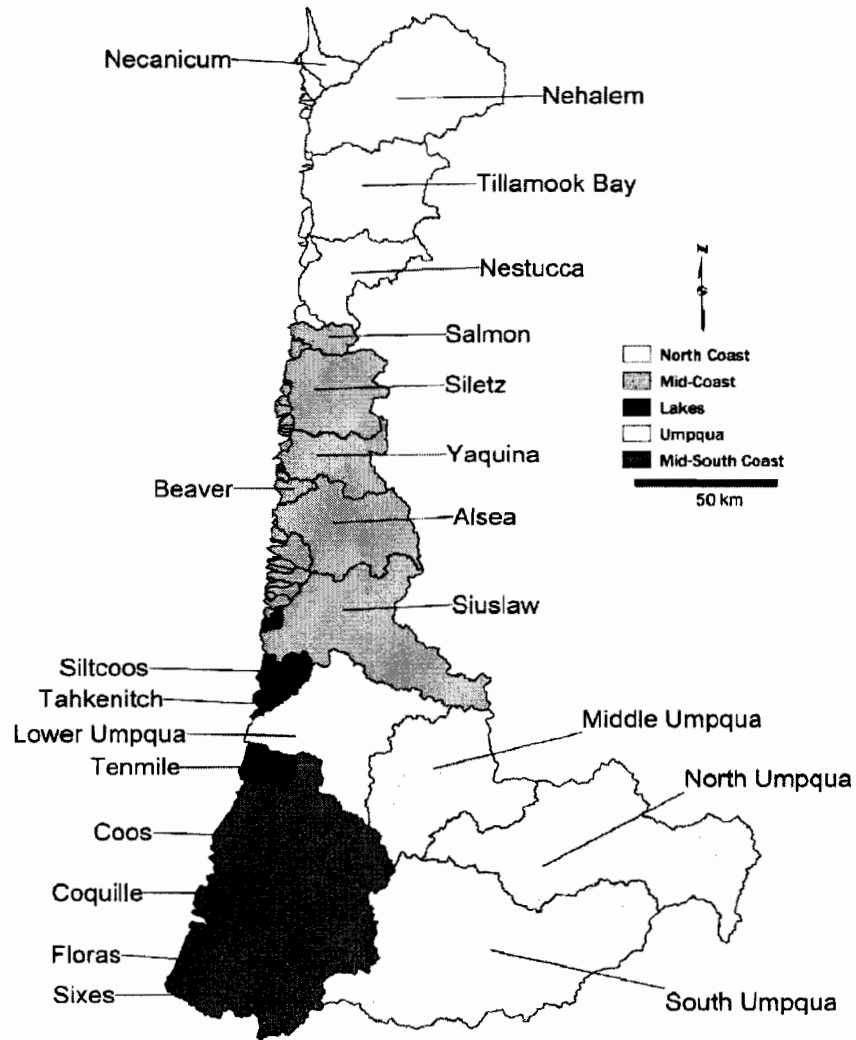 Necanicum
Nehalem
Tillamook Bay
Nestucca
Salmon
Siletz
Yaquina
Beaver
Alsea
Siuslaw
Siltcoos
Tahkenitch
Lower Umpqua
Tenmile
Coos
Coquille
Floras
Sixes
Middle Umpqua
North Umpqua
South Umpqua
N
North Coast
Mid-Coast
Lakes
Umpqua
Mid-South Coast
50 km